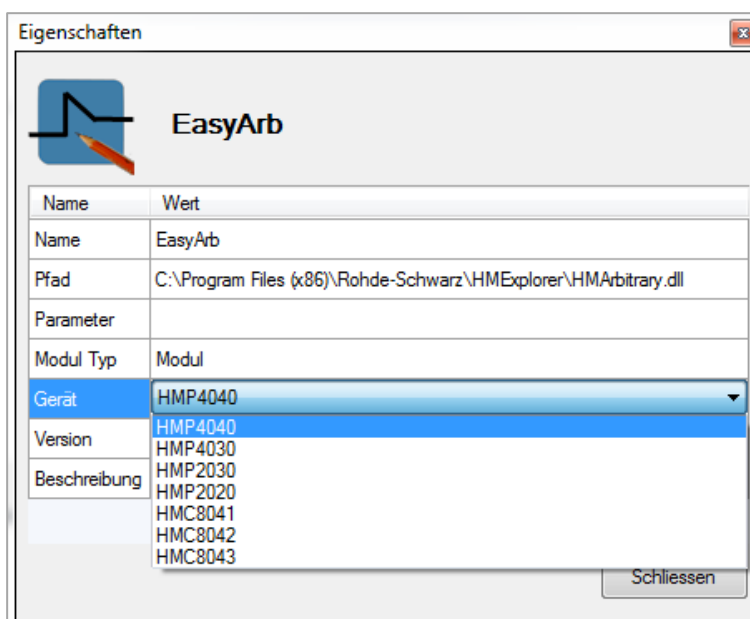 Eigenschaften
EasyArb
Name Wert
Name EasyArb
Pfad C:\Program Files (x86)\Rohde-Schwarz\HMExplorer\HMArbitrary.dll
Parameter
Modul Typ Modul
Gerät HMP4040
HMP4040
Version
HMP4030
HMP2030
Beschreibung
HMP2020
HMC8041
HMC8042
HMC8043
Schliessen